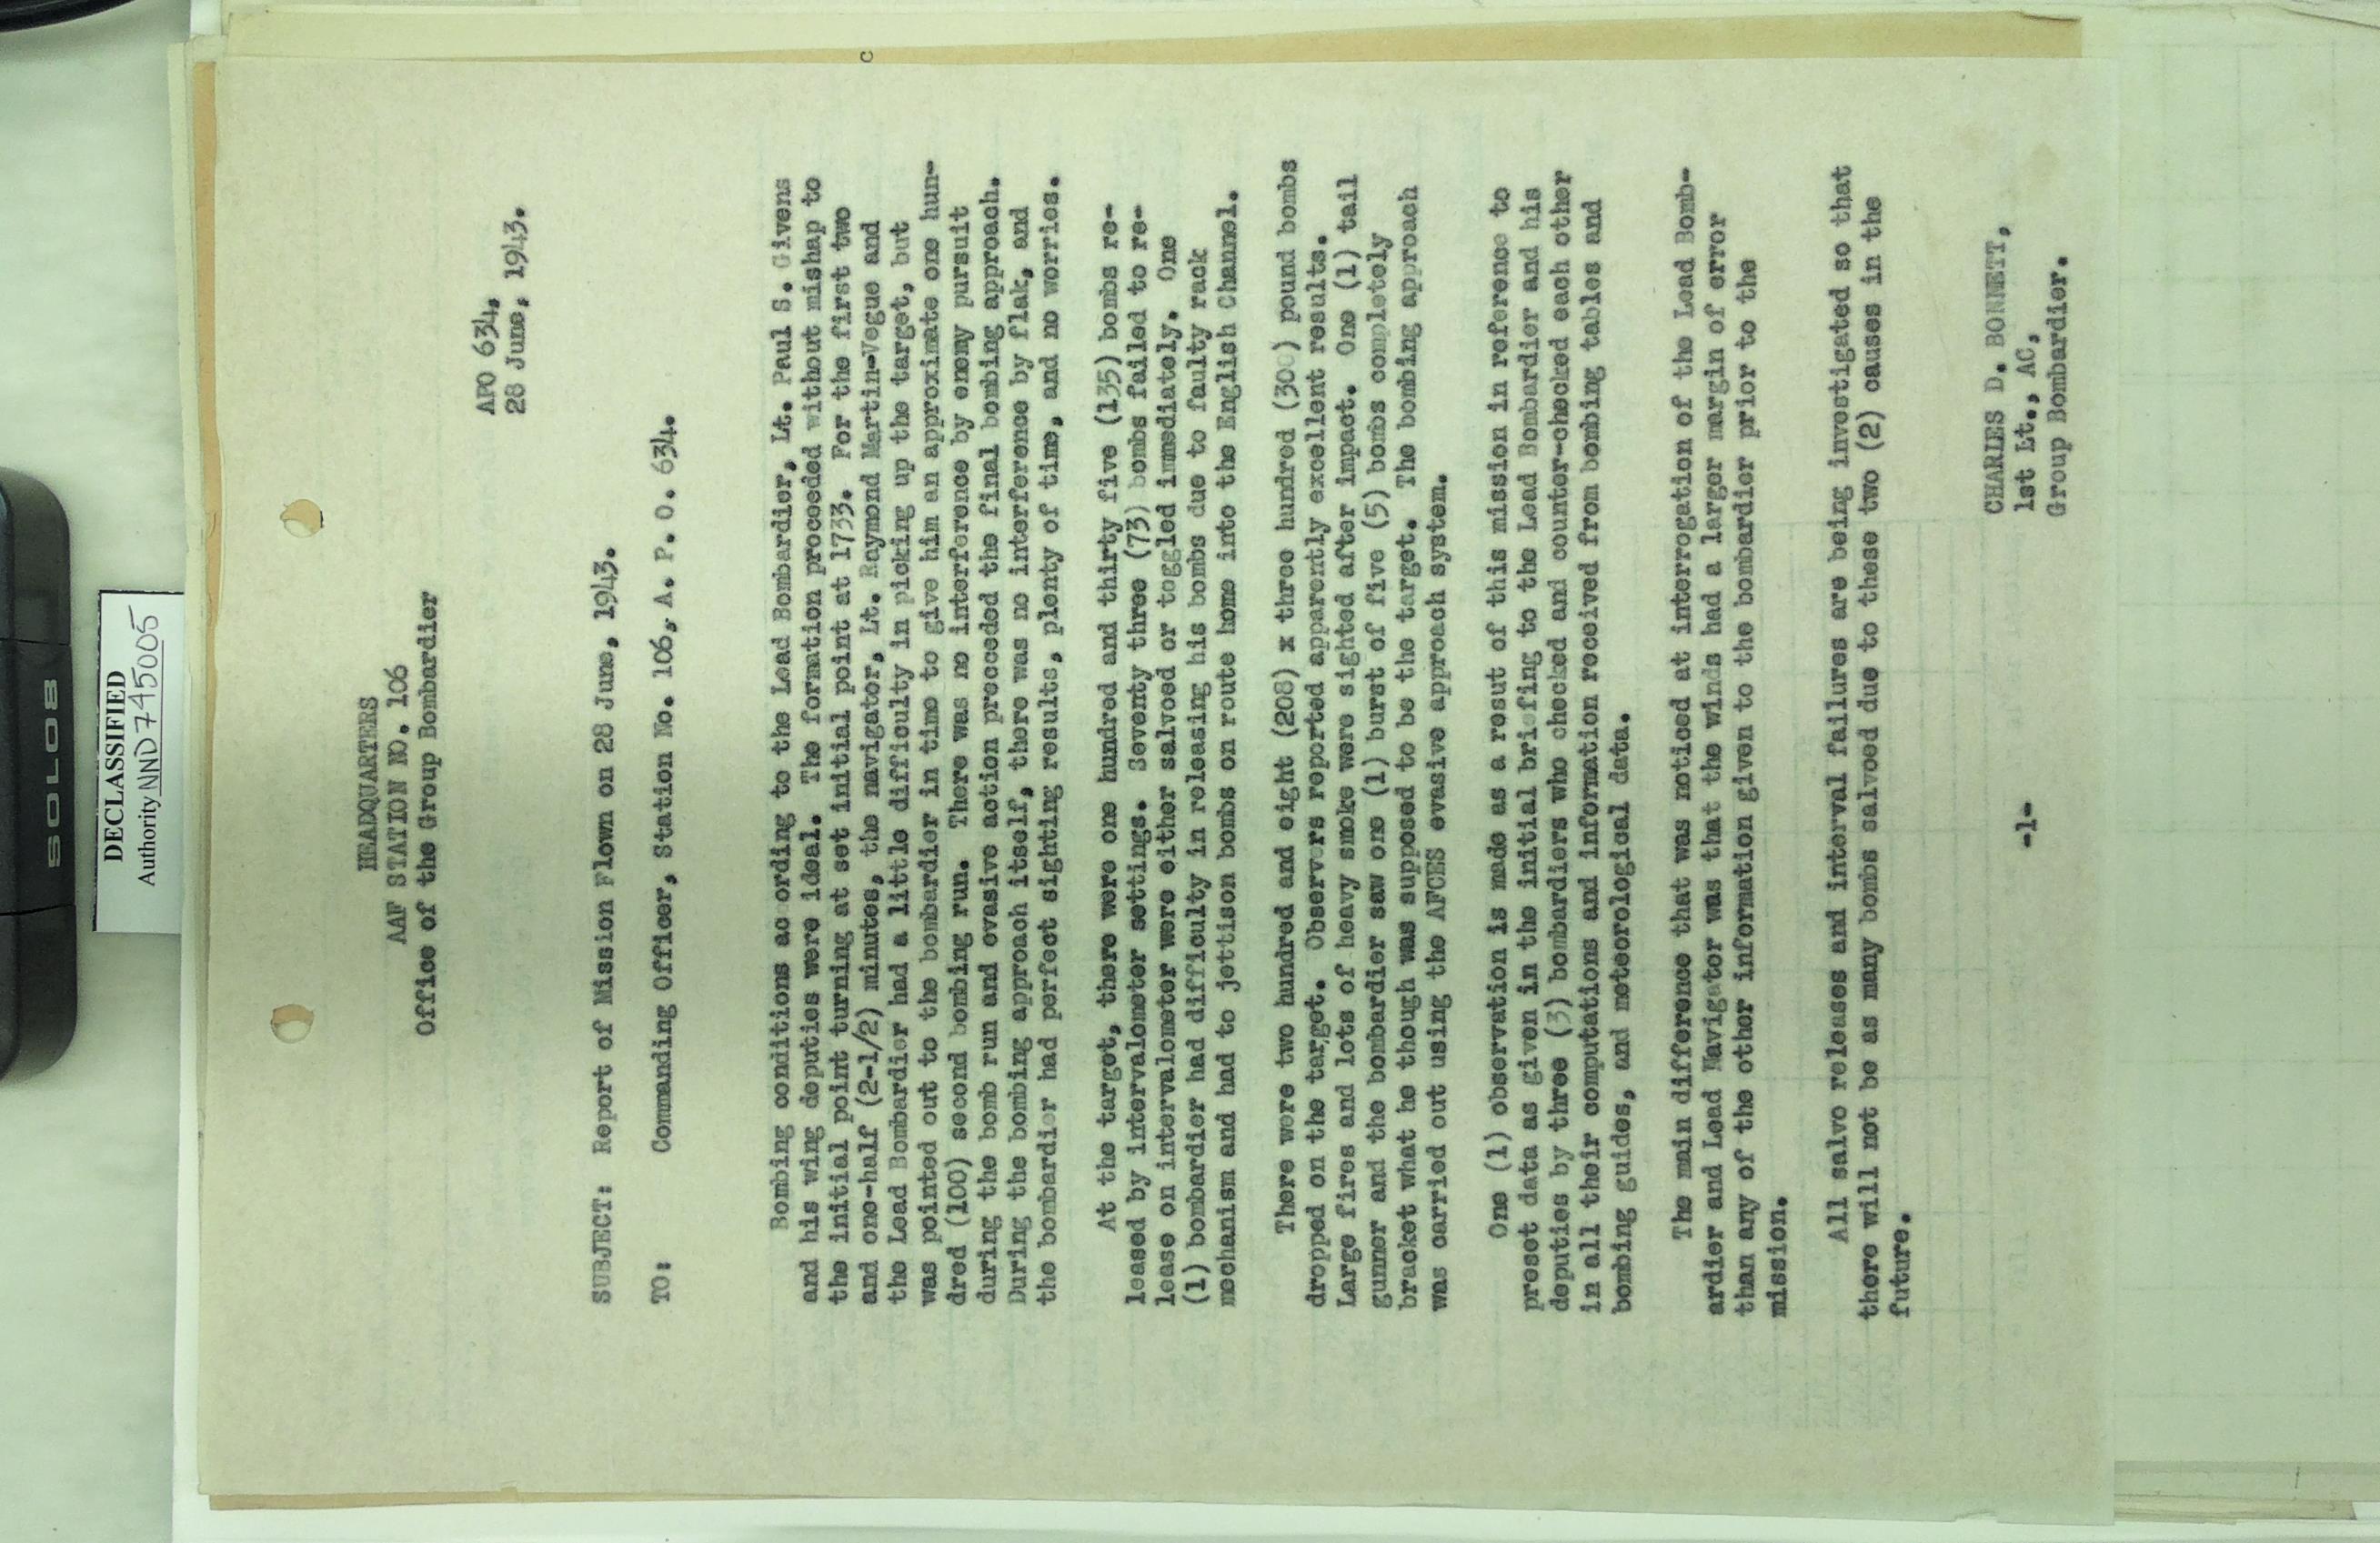 SOLO8
DECLASSIFIED
Authority NND 745005
HEADQUARTERS
AAF STATION NO. 106
Office of the Group Bombardier
APO 634,
28 June, 1943.
SUBJECT: Report of Mission Flown on 28 June, 1943.
TO: Commanding Officer, Station No. 106, A. P. O. 634.
Bombing conditions ac ording to the Lead Bombardier, Lt. Paul S. Givens
and his wing deputies were ideal. The formation proceeded without mishap to
the initial point turning at set initial point at 1733. For the first two
and one-half (2-1/2) minutes, the navigator, Lt. Raymond Martin-Vegue and
the Lead Bombardier had a little difficulty in picking up the target, but
was pointed out to the bombardier in time to give him an approximate one hun-
dred (100) second bombing run. There was no interference by enemy pursuit
during the bomb run and evasive action preceded the final bombing approach.
During the bombing approach itself, there was no interference by flak, and
the bombardier had perfect sighting results, plenty of time, and no worries.
At the target, there were one hundred and thirty five (135) bombs re-
leased by intervalometer settings. Seventy three (73) bombs failed to re-
lease on intervalometer were either salvoed or toggled immediately. One
(1) bombardier had difficulty in releasing his bombs due to faulty rack
mechanism and had to jettison bombs on route home into the English Channel.
There were two hundred and eight (208) x three hundred (300) pound bombs
dropped on the target. Observers reported apparently excellent results.
Large fires and lots of heavy smoke were sighted after impact. One (1) tail
gunner and the bombardier saw one (1) burst of five (5) bombs completely
bracket what he though was supposed to be the target. The bombing approach
was carried out using the AFCES evasive approach system.
One (1) observation is made as a resut of this mission in reference to
preset data as given in the initial briefing to the Lead Bombardier and his
deputies by three (3) bombardiers who checked and counter-checked each other
in all their computations and information received from bombing tables and
bombing guides, and meteorological data.
The main difference that was noticed at interrogation of the Lead Bomb-
ardier and Lead Navigator was that the winds had a larger margin of error
than any of the other information given to the bombardier prior to the
mission.
All salvo releases and interval failures are being investigated so that
there will not be as many bombs salvoed due to these two (2) causes in the
future.
CHARLES D. BONNETT,
1st Lt., AC,
Group Bombardier.
-1-